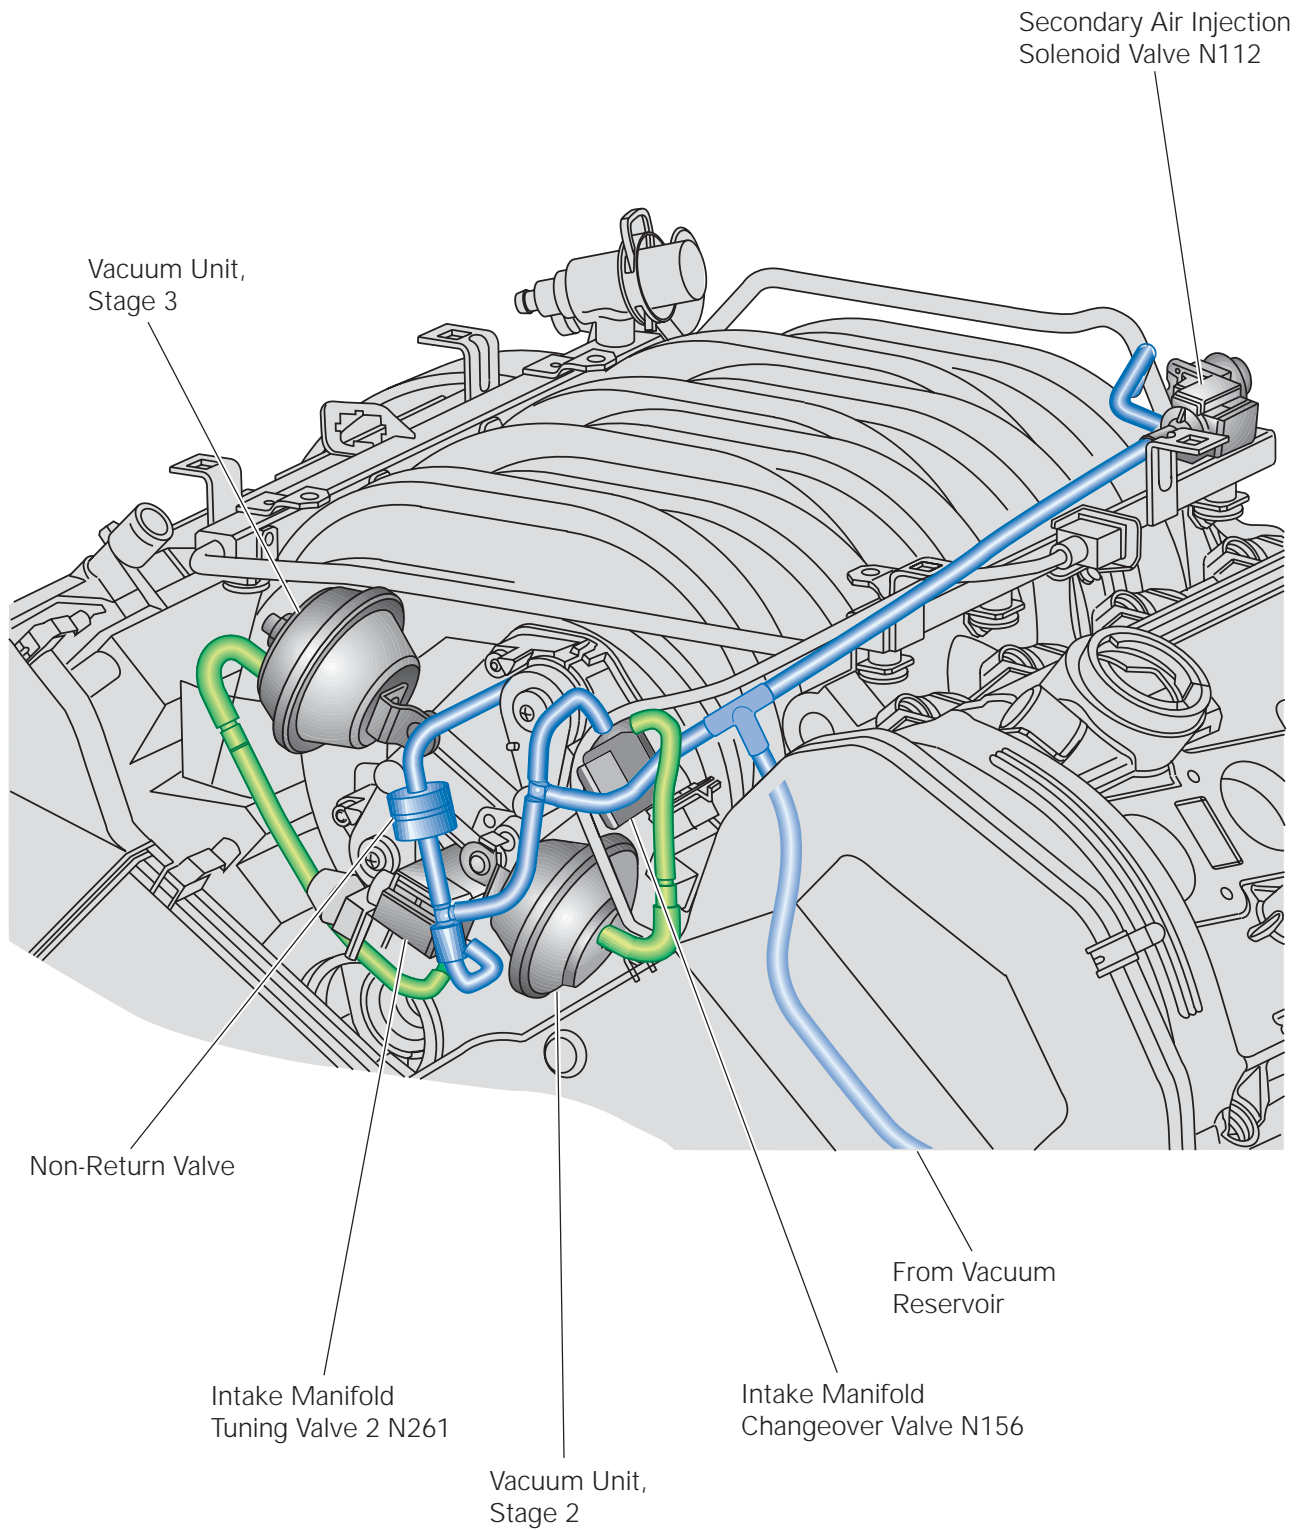 Secondary Air Injection
Solenoid Valve N112
Vacuum Unit,
Stage 3
Non-Return Valve
From Vacuum
Reservoir
Intake Manifold
Tuning Valve 2 N261
Intake Manifold
Changeover Valve N156
Vacuum Unit,
Stage 2